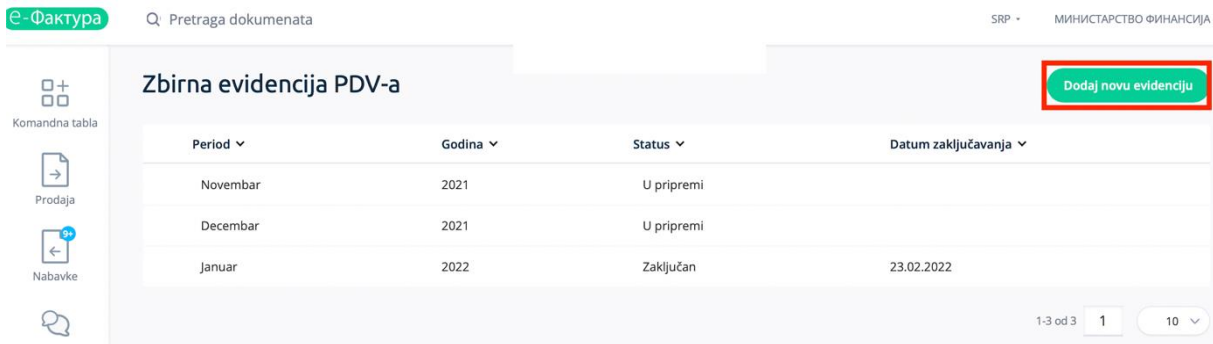 е-Фактура
Pretraga dokumenata
SRP
МИНИСТАРСТВО ФИНАНСИЈА
Zbirna evidencija PDV-a
Dodaj novu evidenciju
Komandna tabla
Prodaja
9+
Nabavke
Period Godina Status Datum zaključavanja
Novembar 2021 U pripremi
Decembar 2021 U pripremi
Januar 2022 Zaključan 23.02.2022
1-3 od 3 1 10